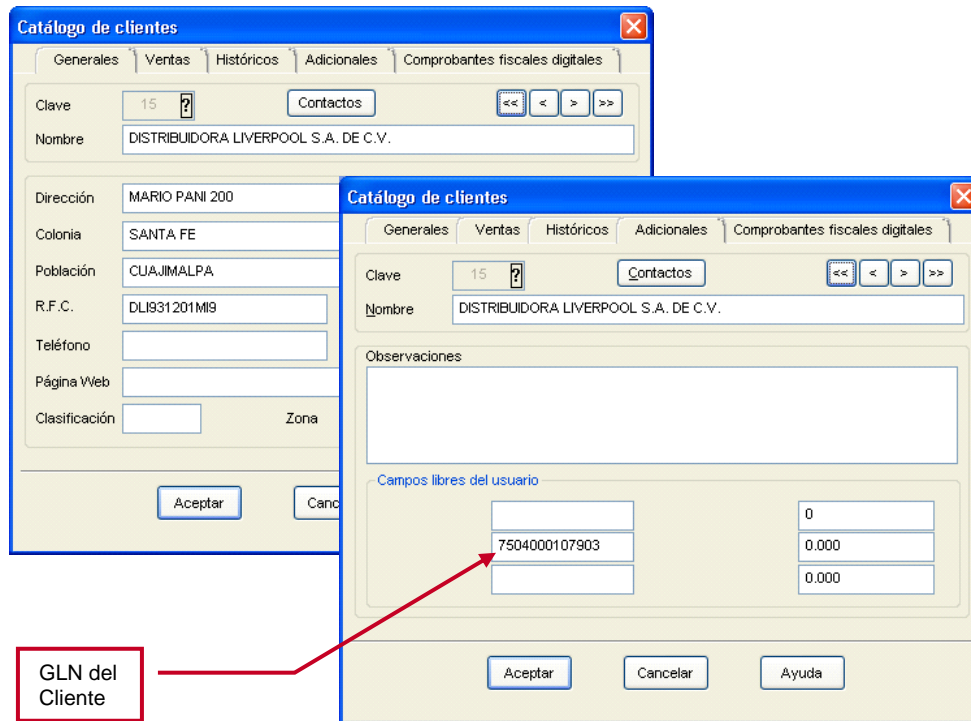 Catálogo de clientes
Generales Ventas Históricos Adicionales Comprobantes fiscales digitales
Clave 15 ? Contactos << < > >>
Nombre DISTRIBUIDORA LIVERPOOL S.A. DE C.V.
Dirección MARIO PANI 200
Colonia SANTA FE
Población CUAJIMALPA
R.F.C. DLI931201MI9
Teléfono
Página Web
Clasificación Zona
Aceptar Canc
Catálogo de clientes
Generales Ventas Históricos Adicionales Comprobantes fiscales digitales
Clave 15 ? Contactos << < > >>
Nombre DISTRIBUIDORA LIVERPOOL S.A. DE C.V.
Observaciones
Campos libres del usuario
0
7504000107903 0.000
0.000
Aceptar Cancelar Ayuda
GLN del
Cliente